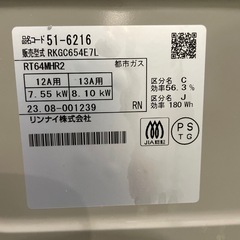 品名コード 51-6216
販売型式 RKGC654E7L
RT64MHR2 都市ガス
12A用 13A用
7.55 kW 8.10 kW
23.08-001239 RN
リンナイ株式会社
区分名 C
効率56.3 %
区分名 J
効率 180 Wh
JIA認証
PS
TG